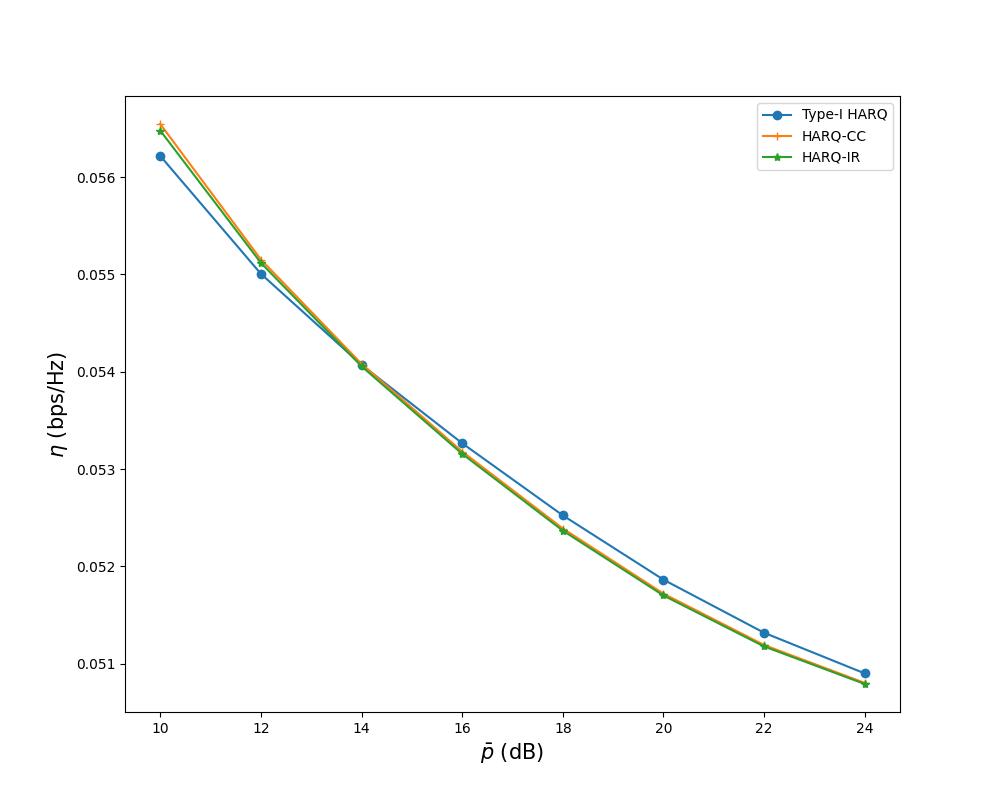 Type-I HARQ
HARQ-CC
HARQ-IR
0.056
0.055
0.054
0.053
0.052
0.051
η (bps/Hz)
10 12 14 16 18 20 22 24
p̄ (dB)